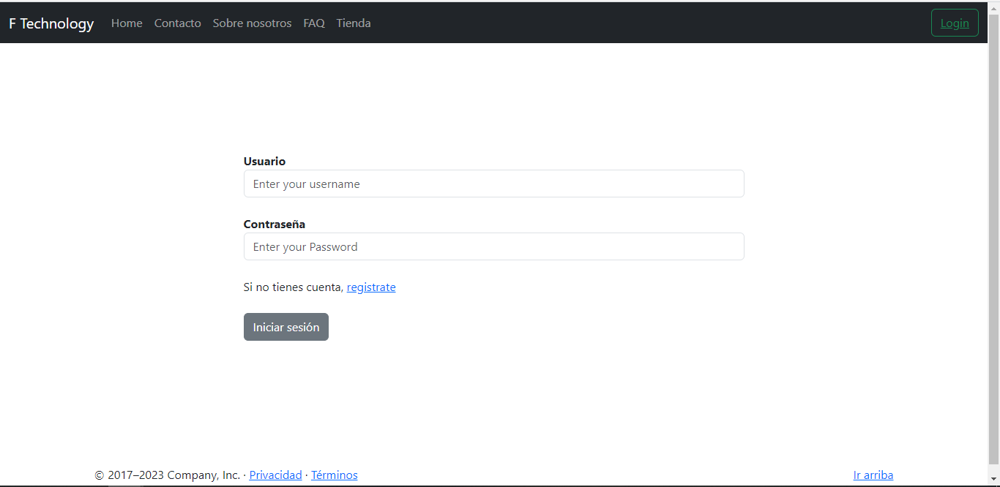 F Technology Home Contacto Sobre nosotros FAQ Tienda Login
Usuario
Enter your username
Contraseña
Enter your Password
Si no tienes cuenta, registrate
Iniciar sesión
© 2017–2023 Company, Inc. · Privacidad · Términos Ir arriba